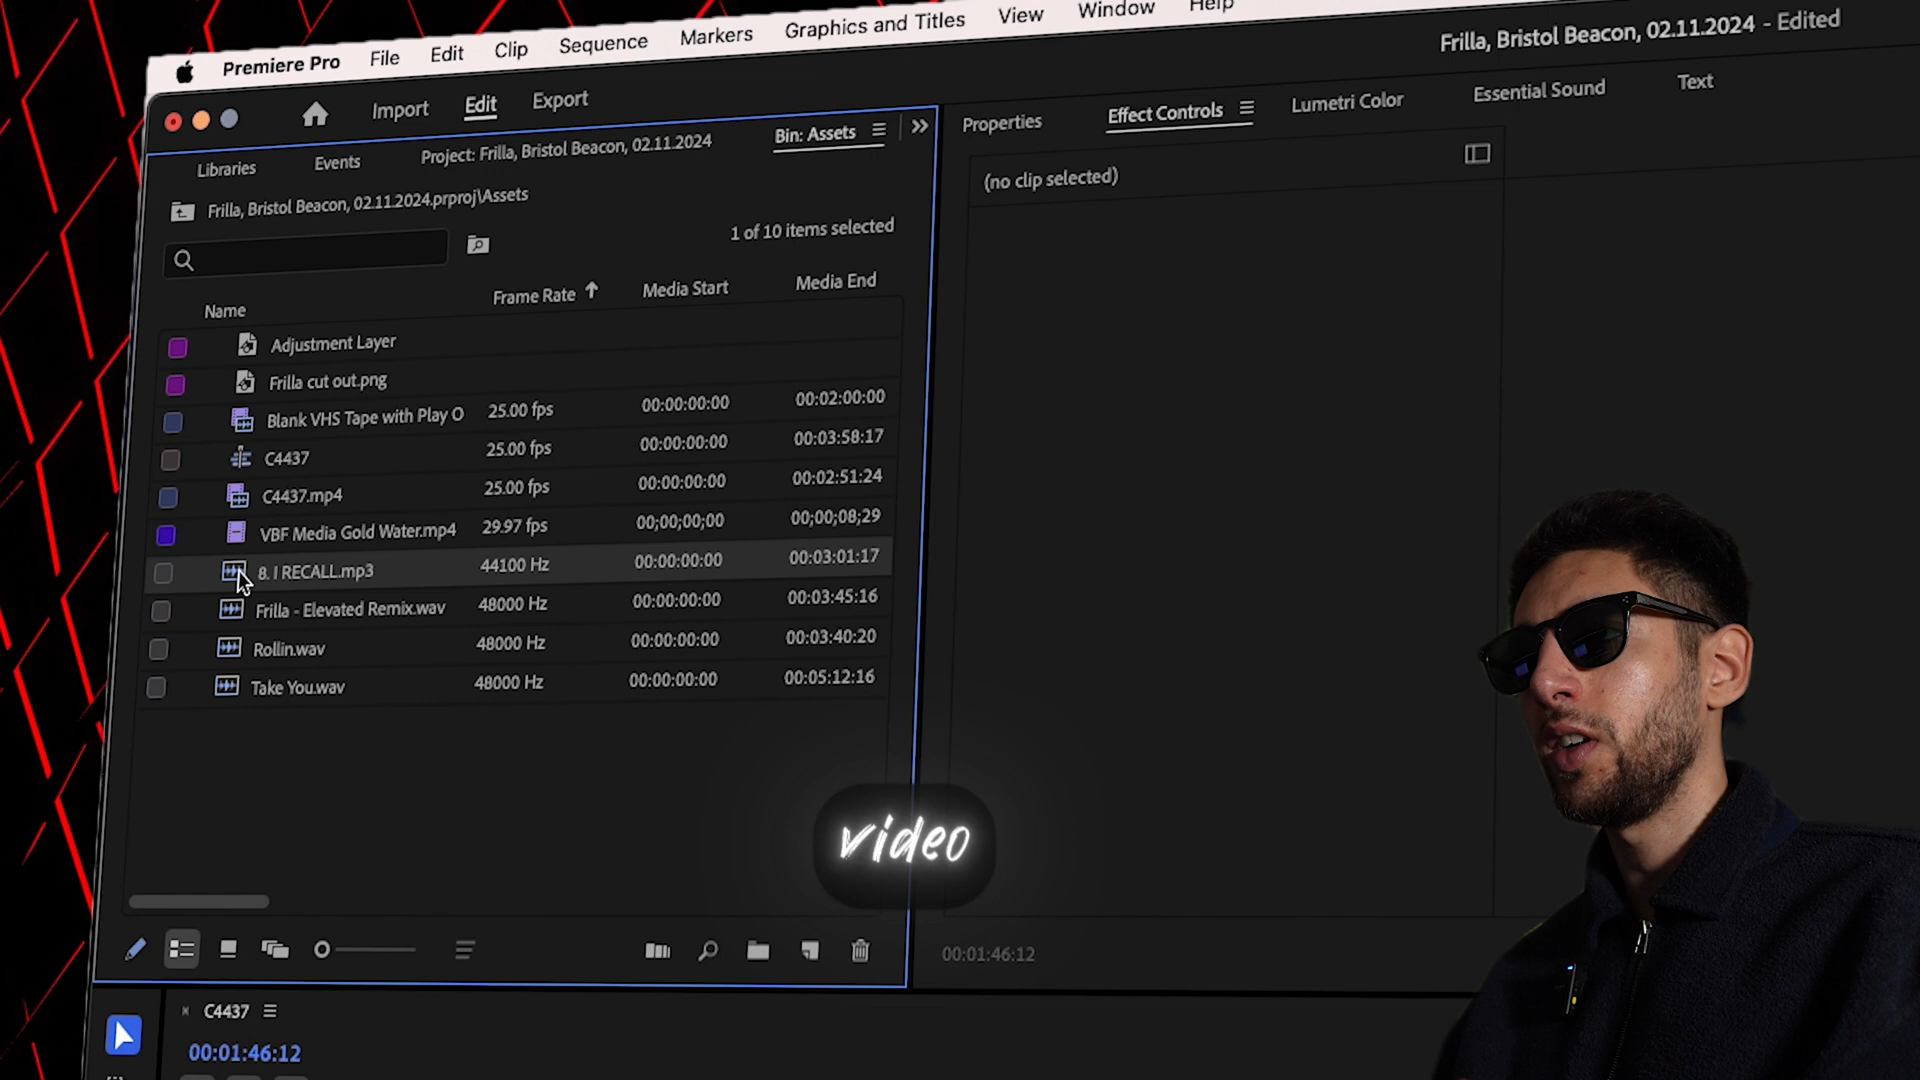 Premiere Pro File Edit Clip Sequence Markers Graphics and Titles View Window Help
Frilla, Bristol Beacon, 02.11.2024 - Edited
Import Edit Export
Libraries Events Project: Frilla, Bristol Beacon, 02.11.2024 Bin: Assets
Properties Effect Controls Lumetri Color Essential Sound Text
Frilla, Bristol Beacon, 02.11.2024.prproj\Assets
(no clip selected)
1 of 10 items selected
Name Frame Rate Media Start Media End
Adjustment Layer
Frilla cut out.png
Blank VHS Tape with Play O 25.00 fps 00:00:00:00 00:02:00:00
C4437 25.00 fps 00:00:00:00 00:03:58:17
C4437.mp4 25.00 fps 00:00:00:00 00:02:51:24
VBF Media Gold Water.mp4 29.97 fps 00;00;00;00 00;00;08;29
8. I RECALL.mp3 44100 Hz 00:00:00:00 00:03:01:17
Frilla - Elevated Remix.wav 48000 Hz 00:00:00:00 00:03:45:16
Rollin.wav 48000 Hz 00:00:00:00 00:03:40:20
Take You.wav 48000 Hz 00:00:00:00 00:05:12:16
video
00:01:46:12
C4437
00:01:46:12